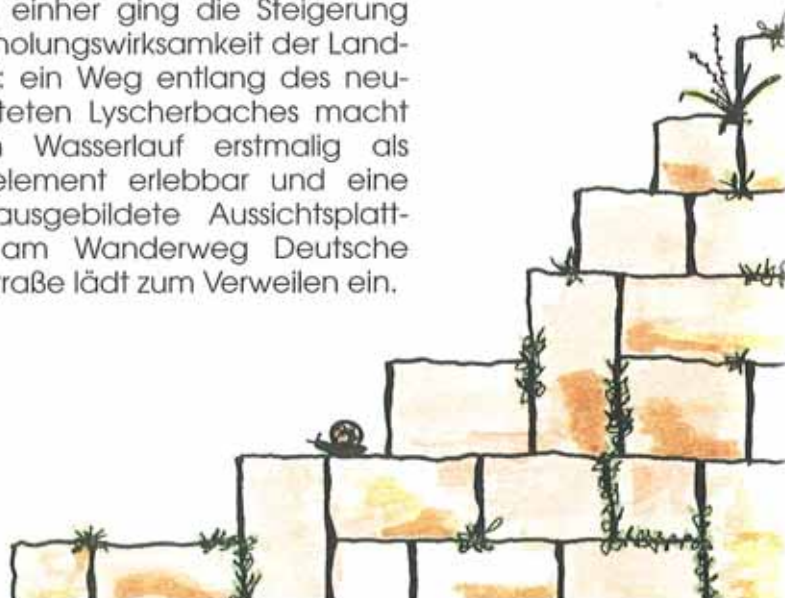 einher ging die Steigerung
holungswirksamkeit der Land-
: ein Weg entlang des neu-
teten Lyscherbaches macht
Wasserlauf erstmalig als
element erlebbar und eine
ausgebildete Aussichtsplatt-
am Wanderweg Deutsche
raße lädt zum Verweilen ein.